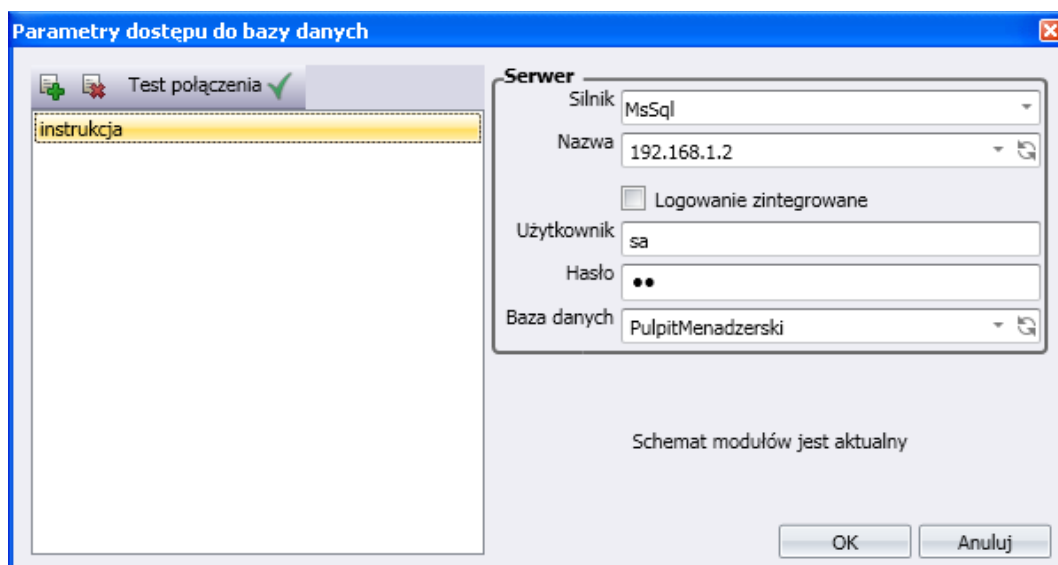 Parametry dostępu do bazy danych
Test połączenia
instrukcja
Serwer
Silnik MsSql
Nazwa 192.168.1.2
Logowanie zintegrowane
Użytkownik sa
Hasło ••
Baza danych PulpitMenadzerski
Schemat modułów jest aktualny
OK Anuluj